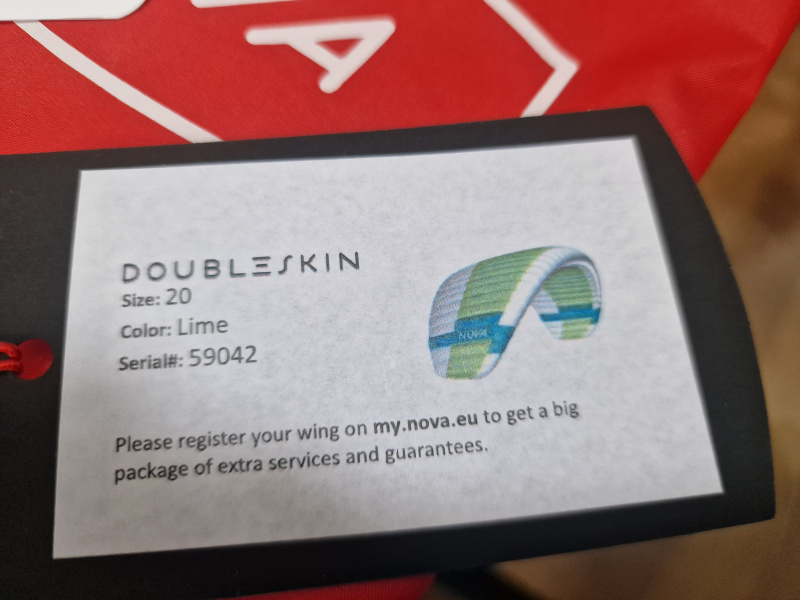 DOUBLESKIN
Size: 20
Color: Lime
Serial#: 59042
NOVA
Please register your wing on my.nova.eu to get a big
package of extra services and guarantees.